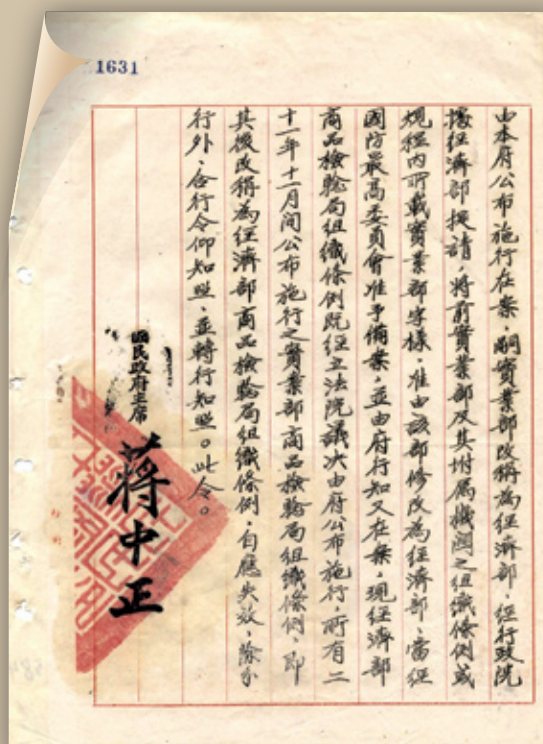 1631
由本府公布施行在案,嗣實業部改稱為經濟部,經行政院
據經濟部提請,將前實業部及其附屬機關之組織條例或
規程內所載實業部字樣,准由該部修改為經濟部,當經
國防最高委員會准予備案,並由府行知又在案,現經濟部
商品檢驗局組織條例既經立法院議決由府公布施行,所有二
十一年十一月間公布施行之實業部商品檢驗局組織條例,即
其後改稱為經濟部商品檢驗局組織條例,自應失效,除分
行外,合行令仰知照,並轉行知照。此令。
國民政府主席
蔣中正